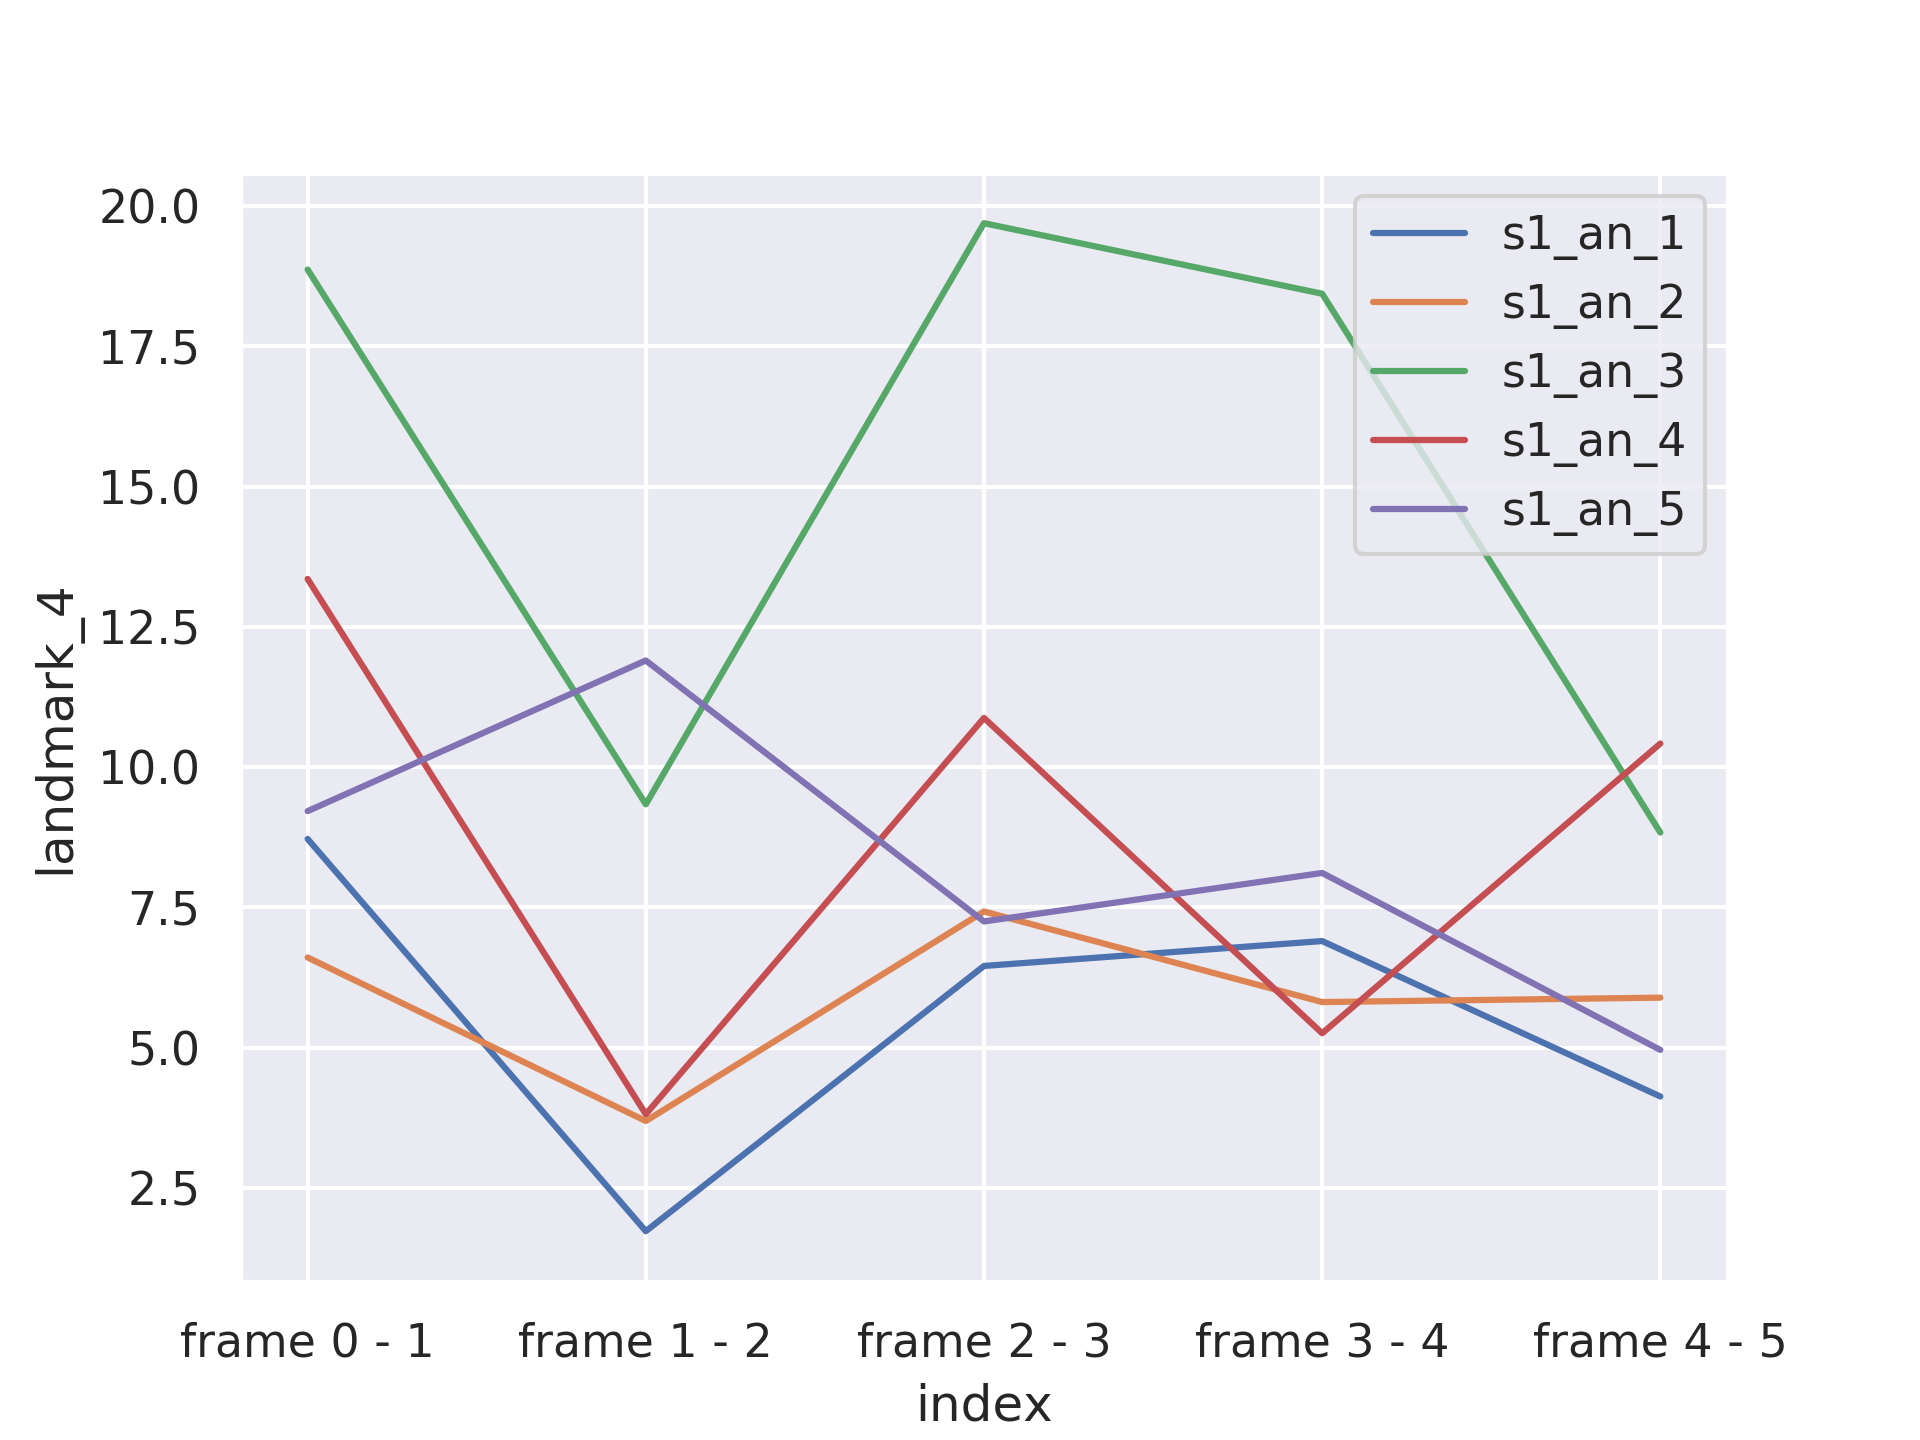 20.0
17.5
15.0
12.5
10.0
7.5
5.0
2.5
landmark_4
s1_an_1
s1_an_2
s1_an_3
s1_an_4
s1_an_5
frame 0 - 1 frame 1 - 2 frame 2 - 3 frame 3 - 4 frame 4 - 5
index